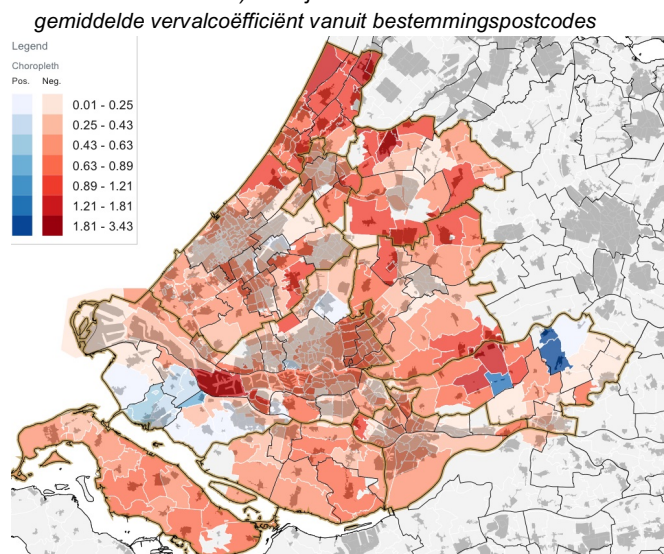 gemiddelde vervalcoëfficiënt vanuit bestemmingspostcodes
Legend
Choropleth
Pos. Neg.
0.01 - 0.25
0.25 - 0.43
0.43 - 0.63
0.63 - 0.89
0.89 - 1.21
1.21 - 1.81
1.81 - 3.43